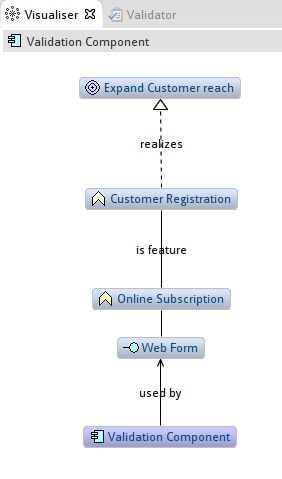 Visualiser Validator
Validation Component
Expand Customer reach
realizes
Customer Registration
is feature
Online Subscription
Web Form
used by
Validation Component